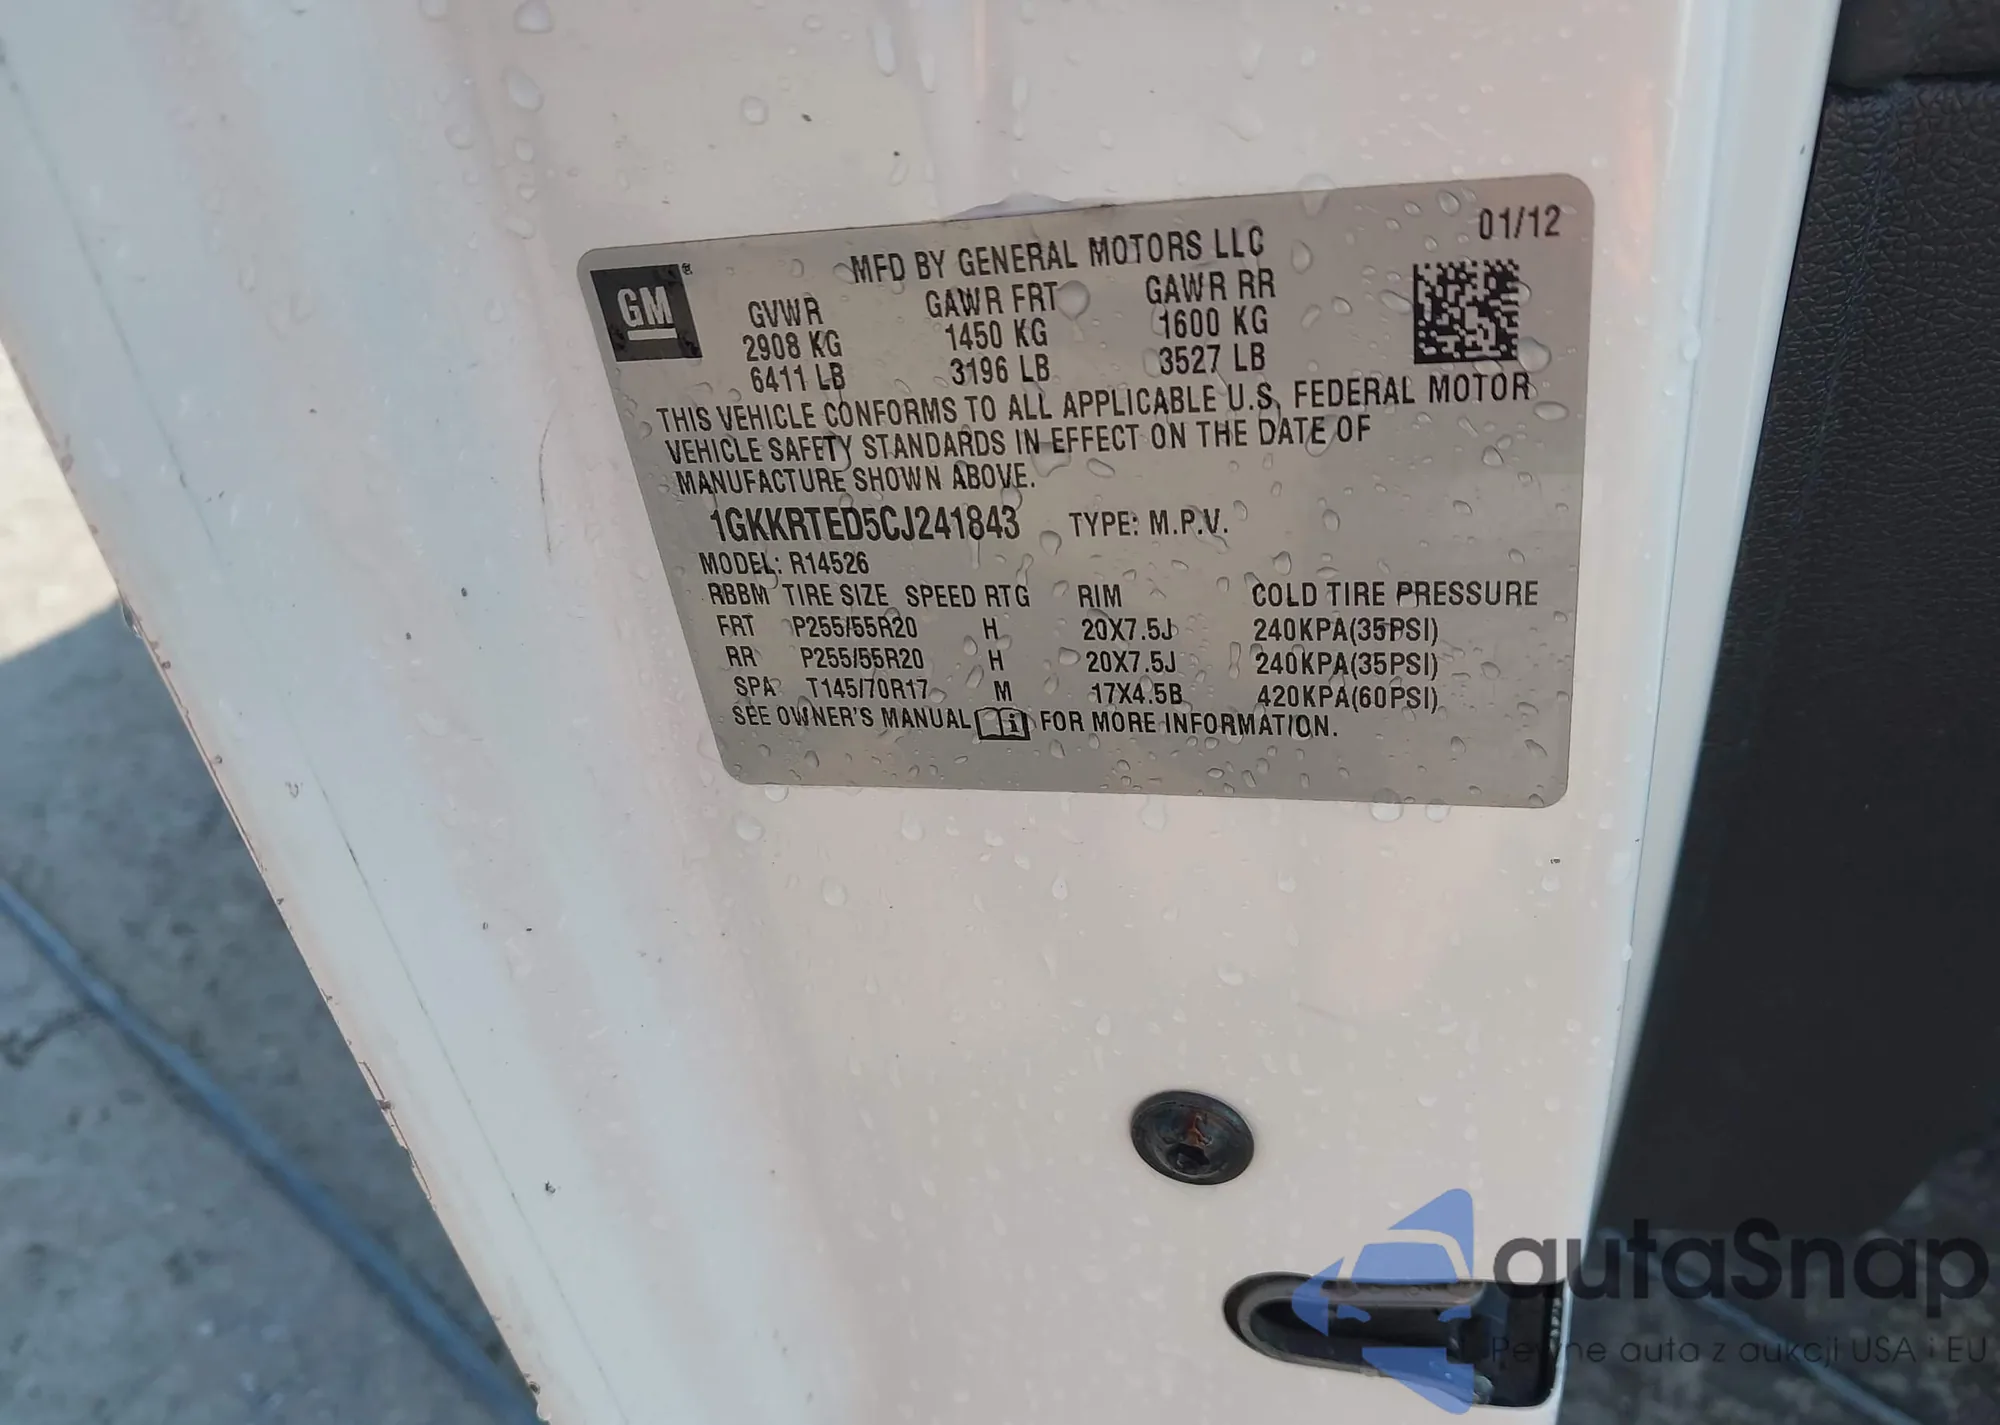 01/12
MFD BY GENERAL MOTORS LLC
GM ®
GVWR GAWR FRT GAWR RR
2908 KG 1450 KG 1600 KG
6411 LB 3196 LB 3527 LB
THIS VEHICLE CONFORMS TO ALL APPLICABLE U.S. FEDERAL MOTOR
VEHICLE SAFETY STANDARDS IN EFFECT ON THE DATE OF
MANUFACTURE SHOWN ABOVE.
1GKKRTED5CJ241843 TYPE: M.P.V.
MODEL: R14526
RBBM TIRE SIZE SPEED RTG RIM COLD TIRE PRESSURE
FRT P255/55R20 H 20X7.5J 240KPA(35PSI)
RR P255/55R20 H 20X7.5J 240KPA(35PSI)
SPA T145/70R17 M 17X4.5B 420KPA(60PSI)
SEE OWNER'S MANUAL i FOR MORE INFORMATION.
autaSnap
Pewne auta z aukcji USA i EU